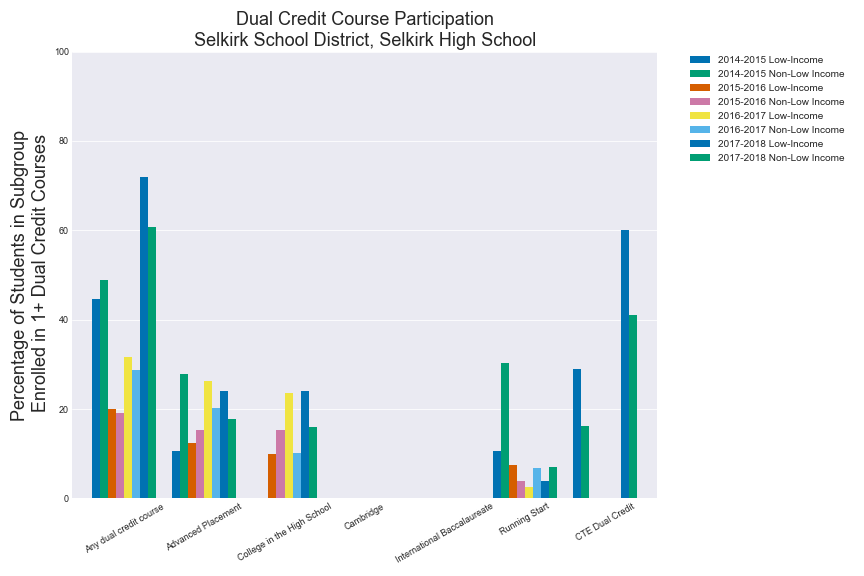 Dual Credit Course Participation
Selkirk School District, Selkirk High School
Percentage of Students in Subgroup
Enrolled in 1+ Dual Credit Courses
100
80
60
40
20
0
Any dual credit course
Advanced Placement
College in the High School
Cambridge
International Baccalaureate
Running Start
CTE Dual Credit
2014-2015 Low-Income
2014-2015 Non-Low Income
2015-2016 Low-Income
2015-2016 Non-Low Income
2016-2017 Low-Income
2016-2017 Non-Low Income
2017-2018 Low-Income
2017-2018 Non-Low Income